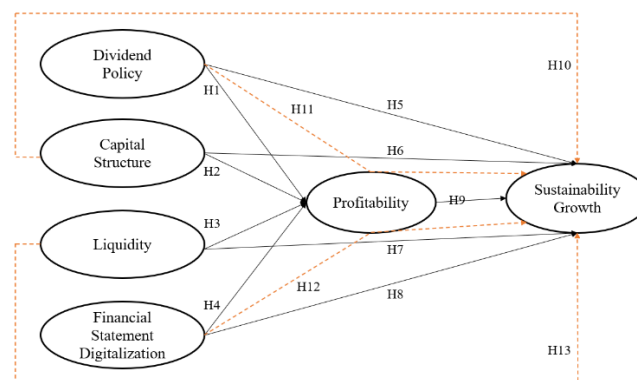 Dividend
Policy
H10
H1
H11
H5
Capital
Structure
H6
H2
Profitability
H9
Sustainability
Growth
Liquidity
H3
H7
H4
H12
H8
Financial
Statement
Digitalization
H13